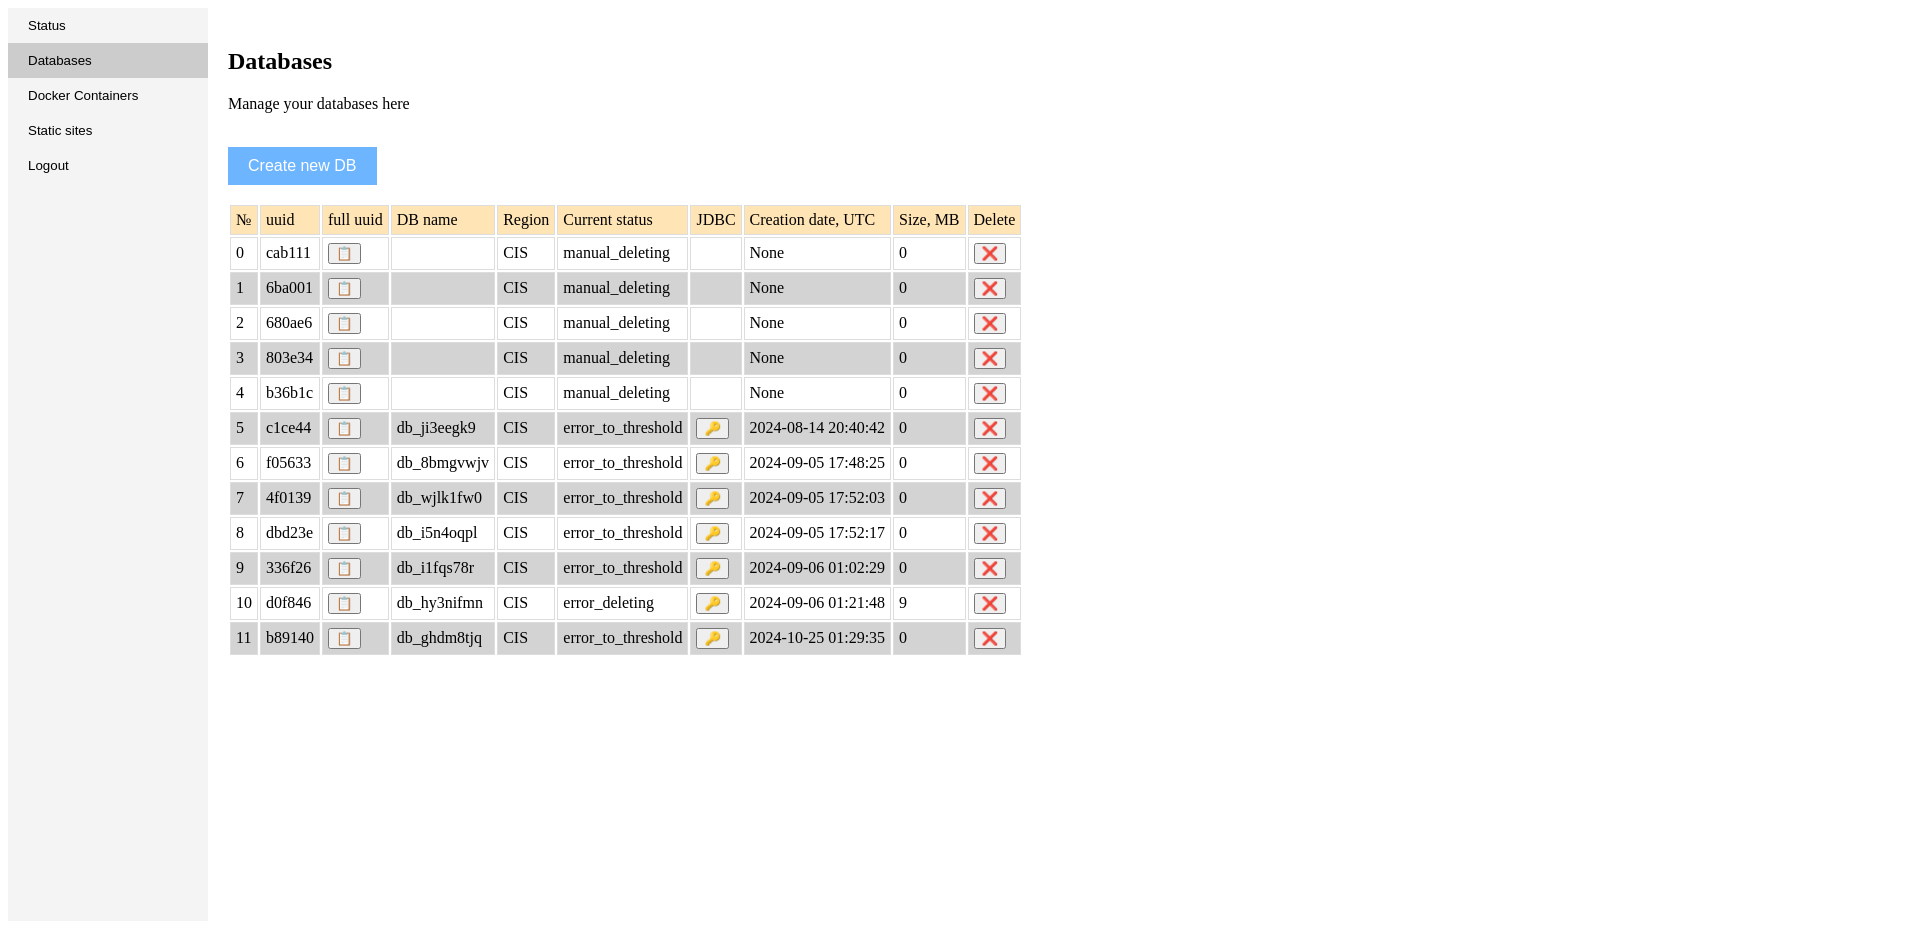 Status
Databases
Docker Containers
Static sites
Logout
Databases
Manage your databases here
Create new DB
№ uuid full uuid DB name Region Current status JDBC Creation date, UTC Size, MB Delete
0 cab111 CIS manual_deleting None 0
1 6ba001 CIS manual_deleting None 0
2 680ae6 CIS manual_deleting None 0
3 803e34 CIS manual_deleting None 0
4 b36b1c CIS manual_deleting None 0
5 c1ce44 db_ji3eegk9 CIS error_to_threshold 2024-08-14 20:40:42 0
6 f05633 db_8bmgvwjv CIS error_to_threshold 2024-09-05 17:48:25 0
7 4f0139 db_wjlk1fw0 CIS error_to_threshold 2024-09-05 17:52:03 0
8 dbd23e db_i5n4oqpl CIS error_to_threshold 2024-09-05 17:52:17 0
9 336f26 db_i1fqs78r CIS error_to_threshold 2024-09-06 01:02:29 0
10 d0f846 db_hy3nifmn CIS error_deleting 2024-09-06 01:21:48 9
11 b89140 db_ghdm8tjq CIS error_to_threshold 2024-10-25 01:29:35 0